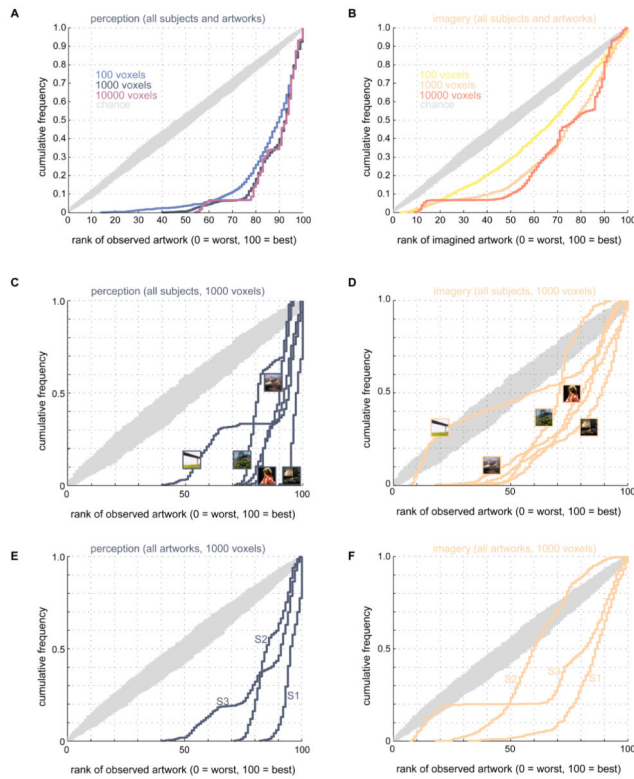 A
perception (all subjects and artworks)
1.0
0.9
0.8
0.7
0.6
0.5
0.4
0.3
0.2
0.1
0
cumulative frequency
100 voxels
1000 voxels
10000 voxels
chance
0 10 20 30 40 50 60 70 80 90 100
rank of observed artwork (0 = worst, 100 = best)
B
imagery (all subjects and artworks)
1.0
0.9
0.8
0.7
0.6
0.5
0.4
0.3
0.2
0.1
0
cumulative frequency
100 voxels
1000 voxels
10000 voxels
chance
0 10 20 30 40 50 60 70 80 90 100
rank of imagined artwork (0 = worst, 100 = best)
C
perception (all subjects, 1000 voxels)
1.0
0.5
cumulative frequency
0 50 100
rank of observed artwork (0 = worst, 100 = best)
D
imagery (all subjects, 1000 voxels)
1.0
0.5
cumulative frequency
0 50 100
rank of observed artwork (0 = worst, 100 = best)
E
perception (all artworks, 1000 voxels)
1.0
0.5
cumulative frequency
S2
S3
S1
0 50 100
rank of observed artwork (0 = worst, 100 = best)
F
imagery (all artworks, 1000 voxels)
1.0
0.5
cumulative frequency
S2
S3
S1
0 50 100
rank of observed artwork (0 = worst, 100 = best)